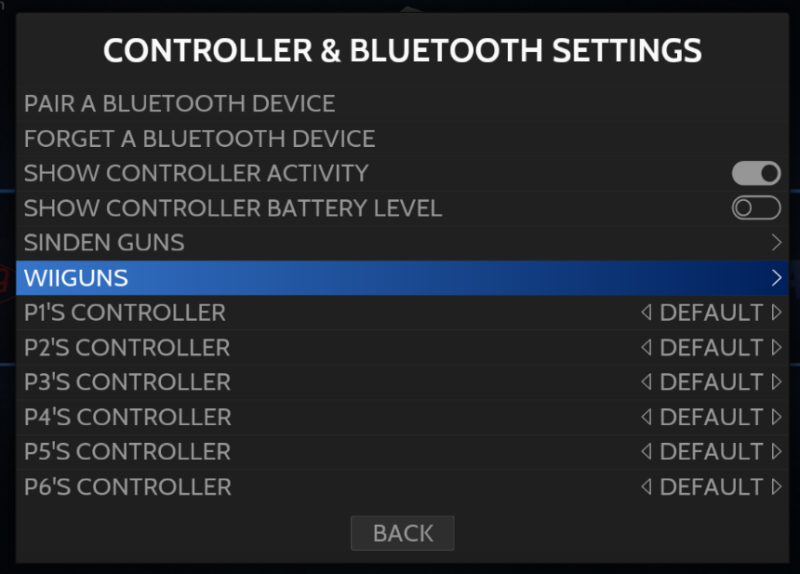 CONTROLLER & BLUETOOTH SETTINGS
PAIR A BLUETOOTH DEVICE
FORGET A BLUETOOTH DEVICE
SHOW CONTROLLER ACTIVITY
SHOW CONTROLLER BATTERY LEVEL
SINDEN GUNS
WIIGUNS
P1'S CONTROLLER DEFAULT
P2'S CONTROLLER DEFAULT
P3'S CONTROLLER DEFAULT
P4'S CONTROLLER DEFAULT
P5'S CONTROLLER DEFAULT
P6'S CONTROLLER DEFAULT
BACK